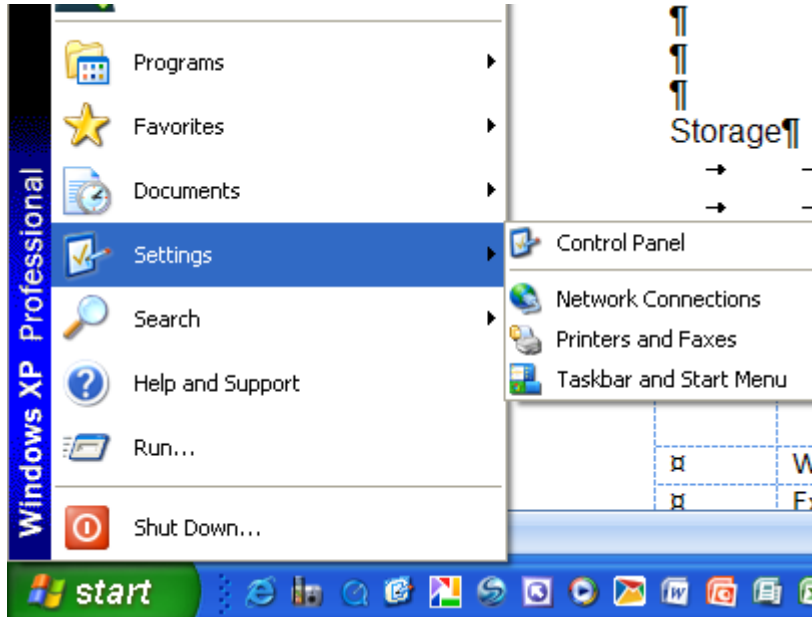 Programs
Favorites
Documents
Settings
Search
Help and Support
Run...
Shut Down...
Windows XP Professional
Control Panel
Network Connections
Printers and Faxes
Taskbar and Start Menu
¶
¶
¶
Storage¶
¤ W
¤
start